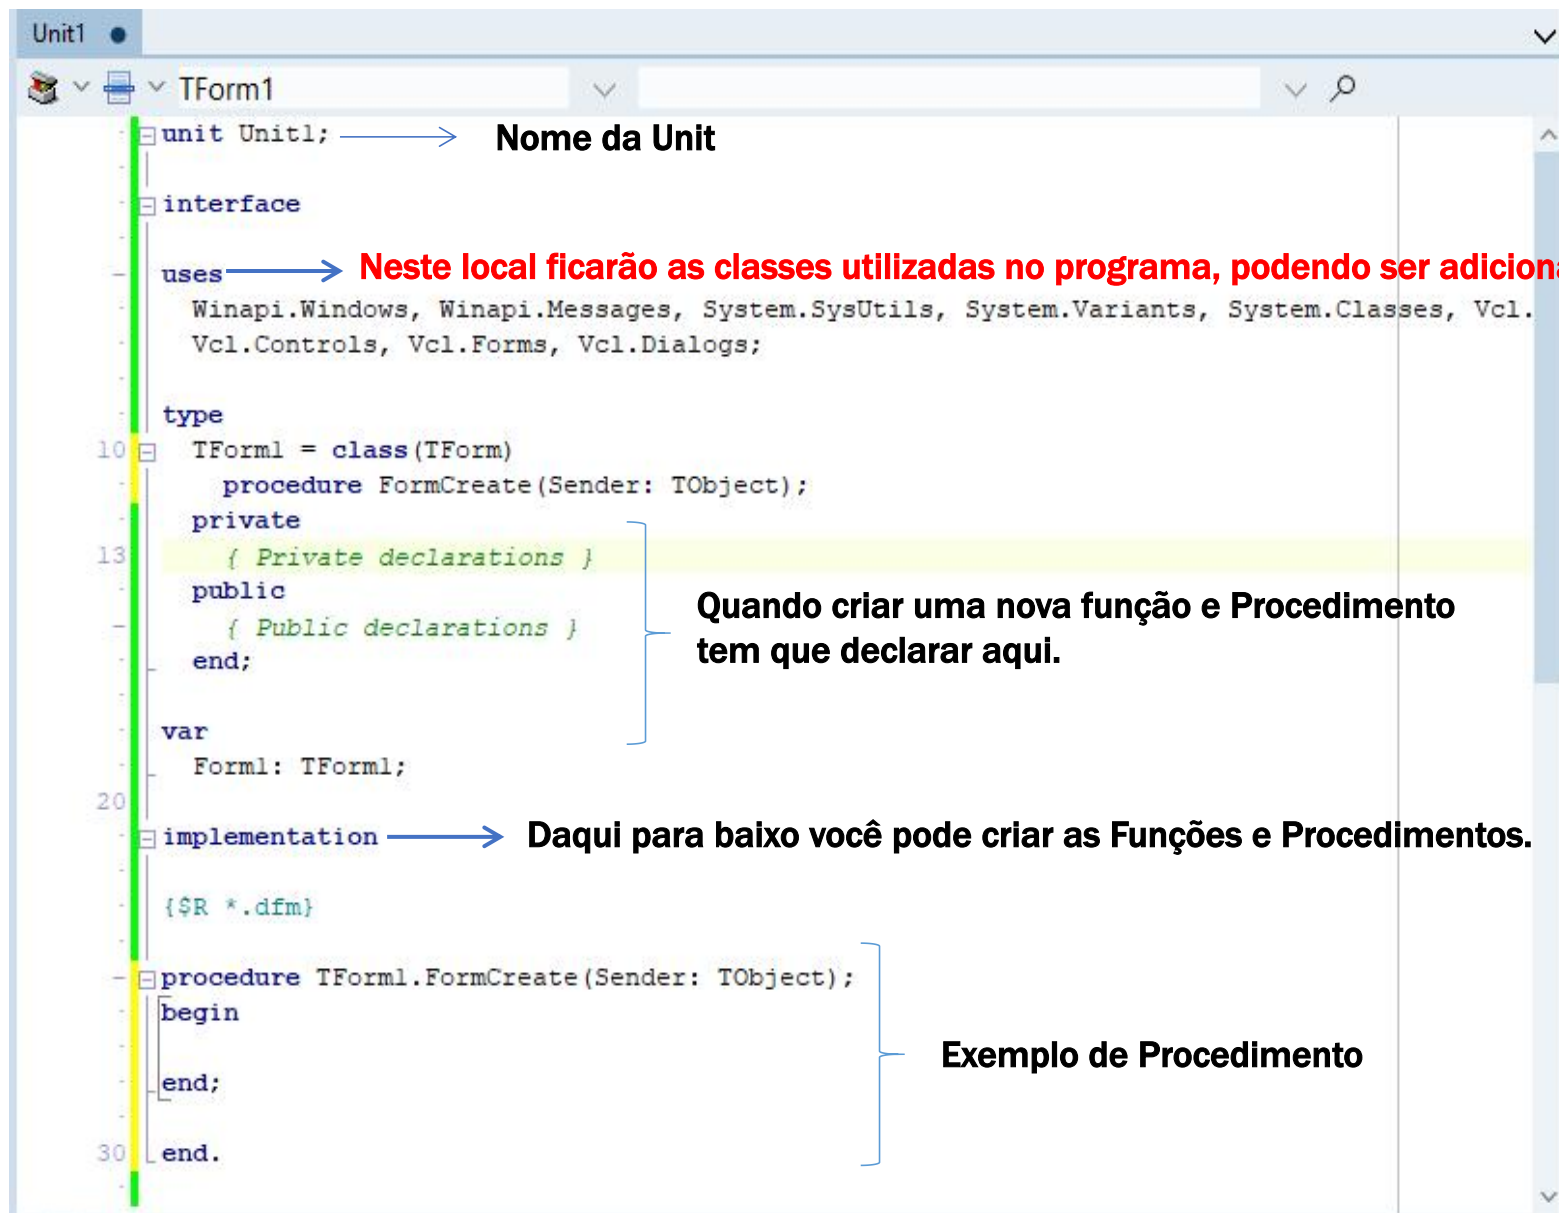 Unit1
TForm1
unit Unit1; Nome da Unit
interface
uses Neste local ficarão as classes utilizadas no programa, podendo ser
Winapi.Windows, Winapi.Messages, System.SysUtils, System.Variants, System.Classes, Vcl.
Vcl.Controls, Vcl.Forms, Vcl.Dialogs;
type
10 TForm1 = class(TForm)
procedure FormCreate(Sender: TObject);
private
13 { Private declarations }
public
{ Public declarations }
end;
Quando criar uma nova função e Procedimento
tem que declarar aqui.
var
Form1: TForm1;
20
implementation Daqui para baixo você pode criar as Funções e Procedimentos.
{$R *.dfm}
procedure TForm1.FormCreate(Sender: TObject);
begin
Exemplo de Procedimento
end;
30 end.